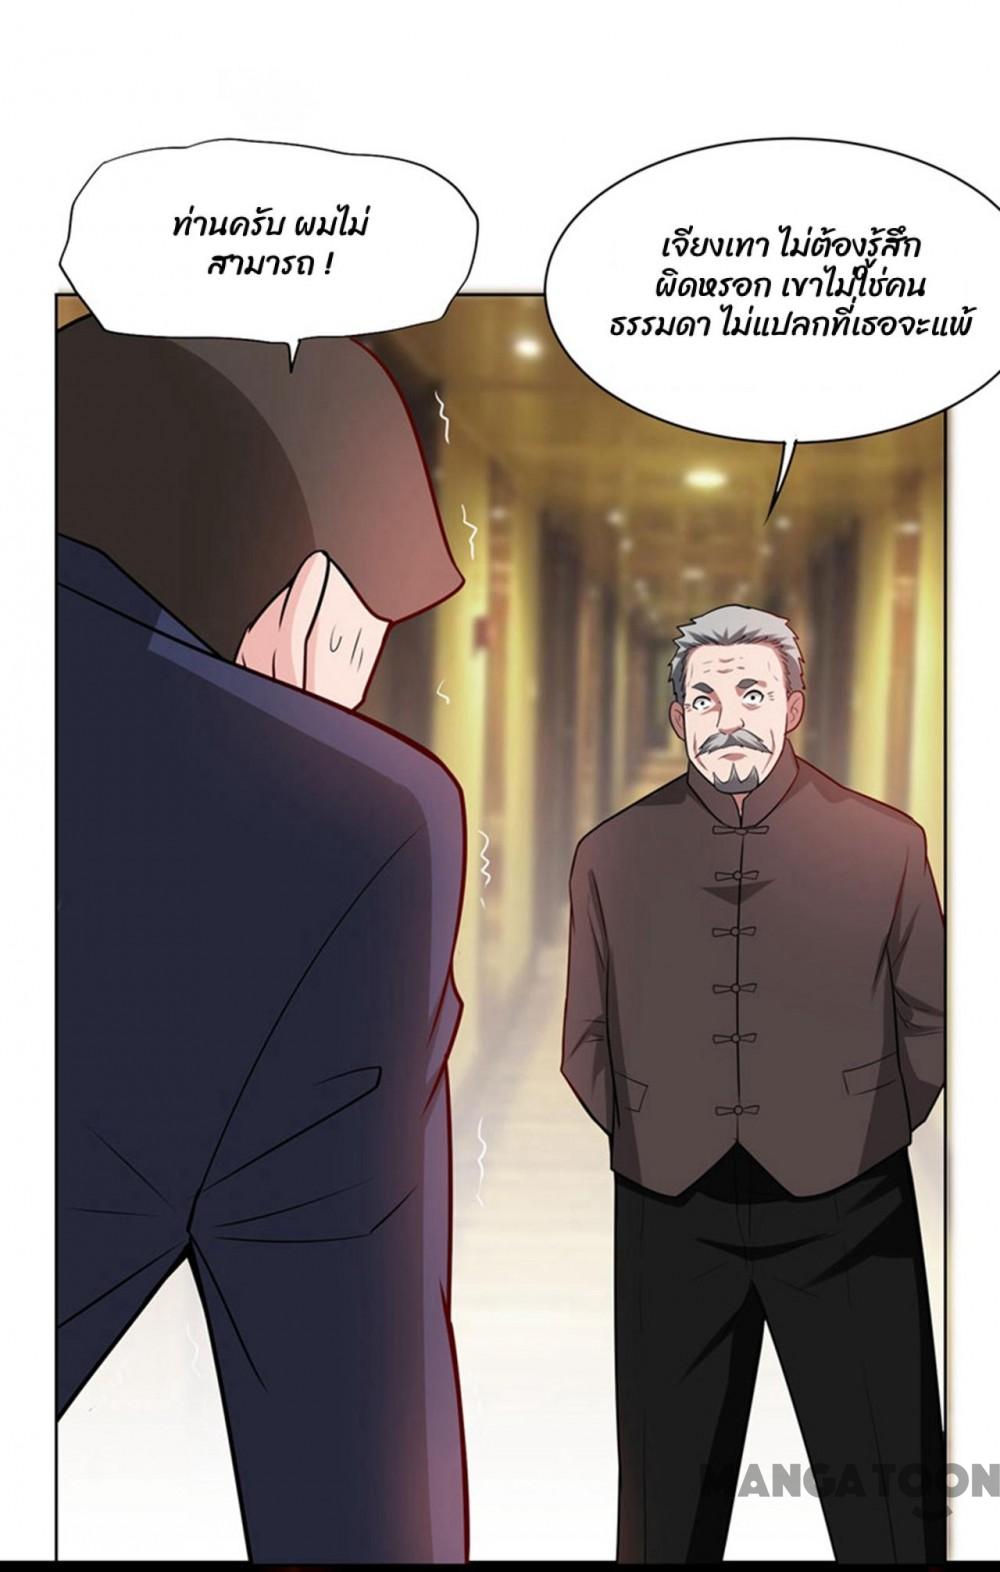 ท่านครับ ผมไม่
สามารถ !
เจียงเทา ไม่ต้องรู้สึก
ผิดหรอก เขาไม่ใช่คน
ธรรมดา ไม่แปลกที่เธอจะแพ้
MANGATOON